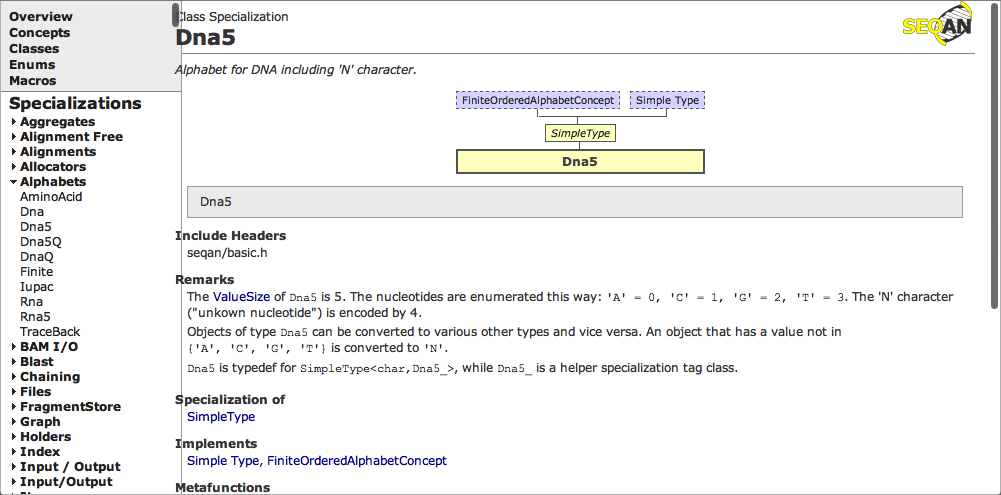 Overview
Concepts
Classes
Enums
Macros
Specializations
Aggregates
Alignment Free
Alignments
Allocators
Alphabets
AminoAcid
Dna
Dna5
Dna5Q
DnaQ
Finite
Iupac
Rna
Rna5
TraceBack
BAM I/O
Blast
Chaining
Files
FragmentStore
Graph
Holders
Index
Input / Output
Input/Output
Class Specialization
Dna5
SEQAN
Alphabet for DNA including 'N' character.
FiniteOrderedAlphabetConcept Simple Type
SimpleType
Dna5
Dna5
Include Headers
seqan/basic.h
Remarks
The ValueSize of Dna5 is 5. The nucleotides are enumerated this way: 'A' = 0, 'C' = 1, 'G' = 2, 'T' = 3. The 'N' character
("unkown nucleotide") is encoded by 4.
Objects of type Dna5 can be converted to various other types and vice versa. An object that has a value not in
{'A', 'C', 'G', 'T'} is converted to 'N'.
Dna5 is typedef for SimpleType<char,Dna5_>, while Dna5_ is a helper specialization tag class.
Specialization of
SimpleType
Implements
Simple Type, FiniteOrderedAlphabetConcept
Metafunctions